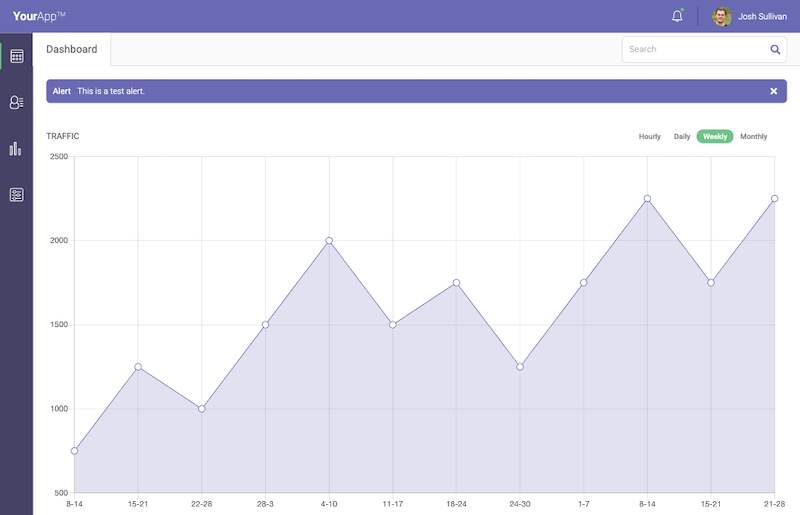 YourApp™
Josh Sullivan
Dashboard
Search
Alert This is a test alert.
TRAFFIC
Hourly Daily Weekly Monthly
2500
2000
1500
1000
500
8-14 15-21 22-28 28-3 4-10 11-17 18-24 24-30 1-7 8-14 15-21 21-28